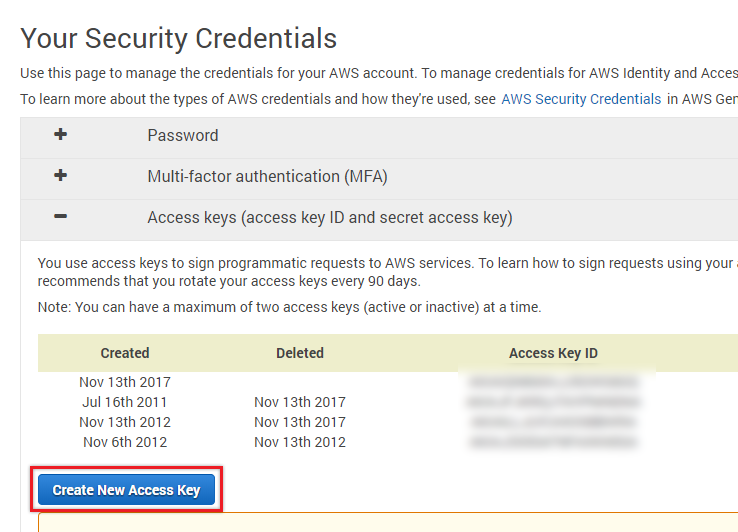 Your Security Credentials
Use this page to manage the credentials for your AWS account. To manage credentials for AWS Identity and Acces
To learn more about the types of AWS credentials and how they're used, see AWS Security Credentials in AWS Gen
Password
Multi-factor authentication (MFA)
Access keys (access key ID and secret access key)
You use access keys to sign programmatic requests to AWS services. To learn how to sign requests using your
recommends that you rotate your access keys every 90 days.
Note: You can have a maximum of two access keys (active or inactive) at a time.
Created Deleted Access Key ID
Nov 13th 2017
Jul 16th 2011 Nov 13th 2017
Nov 13th 2012 Nov 13th 2017
Nov 6th 2012 Nov 13th 2012
Create New Access Key